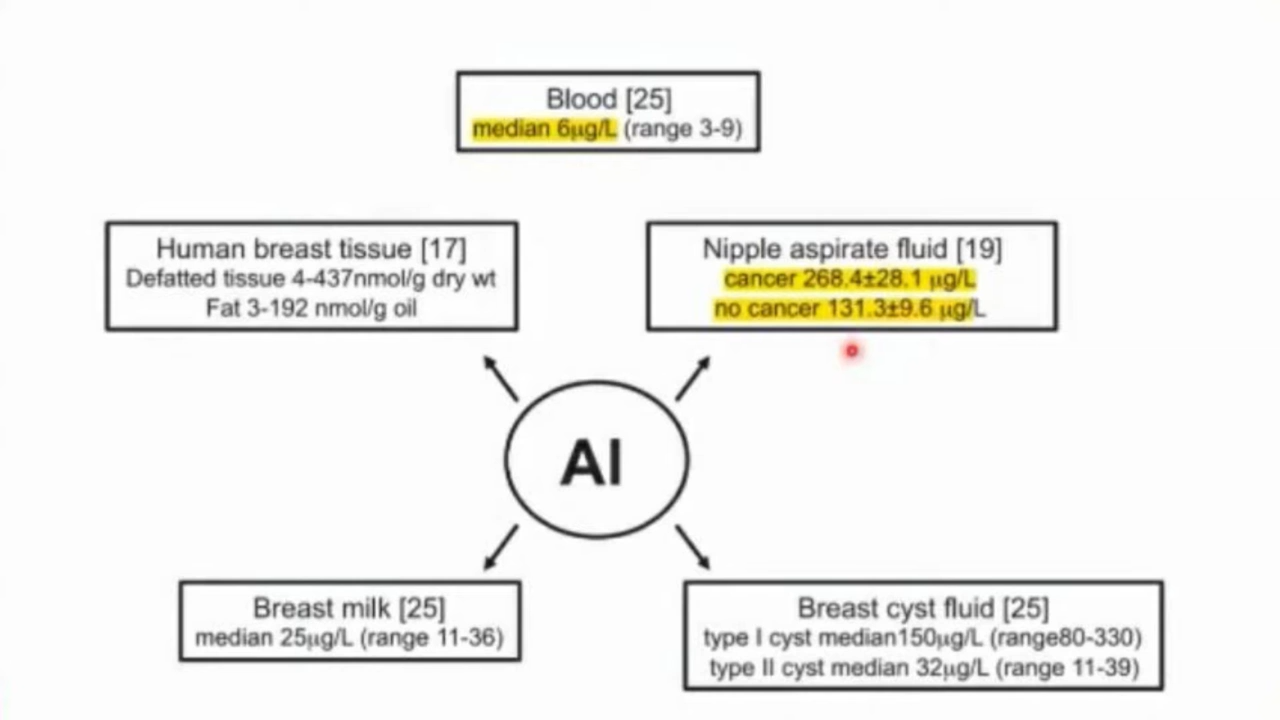 Blood [25]
median 6µg/L (range 3-9)
Human breast tissue [17]
Defatted tissue 4-437nmol/g dry wt
Fat 3-192 nmol/g oil
Nipple aspirate fluid [19]
cancer 268.4±28.1 µg/L
no cancer 131.3±9.6 µg/L
Al
Breast milk [25]
median 25µg/L (range 11-36)
Breast cyst fluid [25]
type I cyst median150µg/L (range80-330)
type II cyst median 32µg/L (range 11-39)